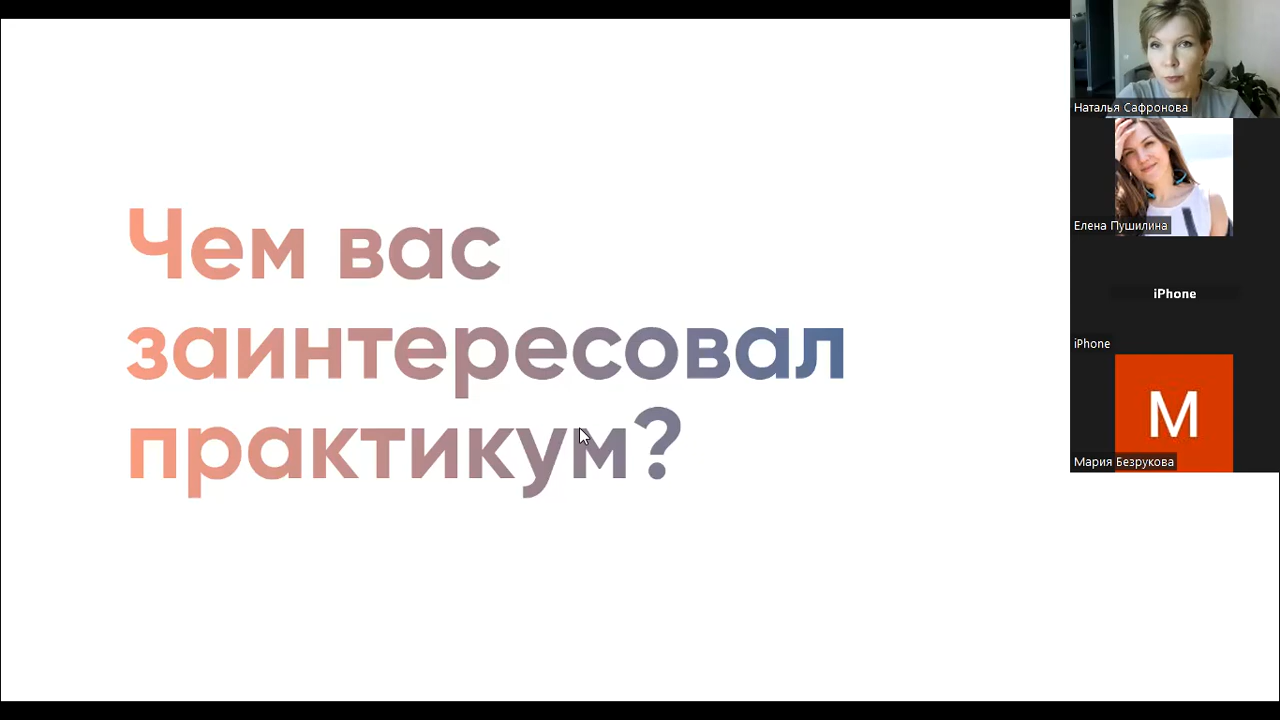 Чем вас
заинтересовал
практикум?
Наталья Сафронова
Елена Пушилина
iPhone
iPhone
М
Мария Безрукова